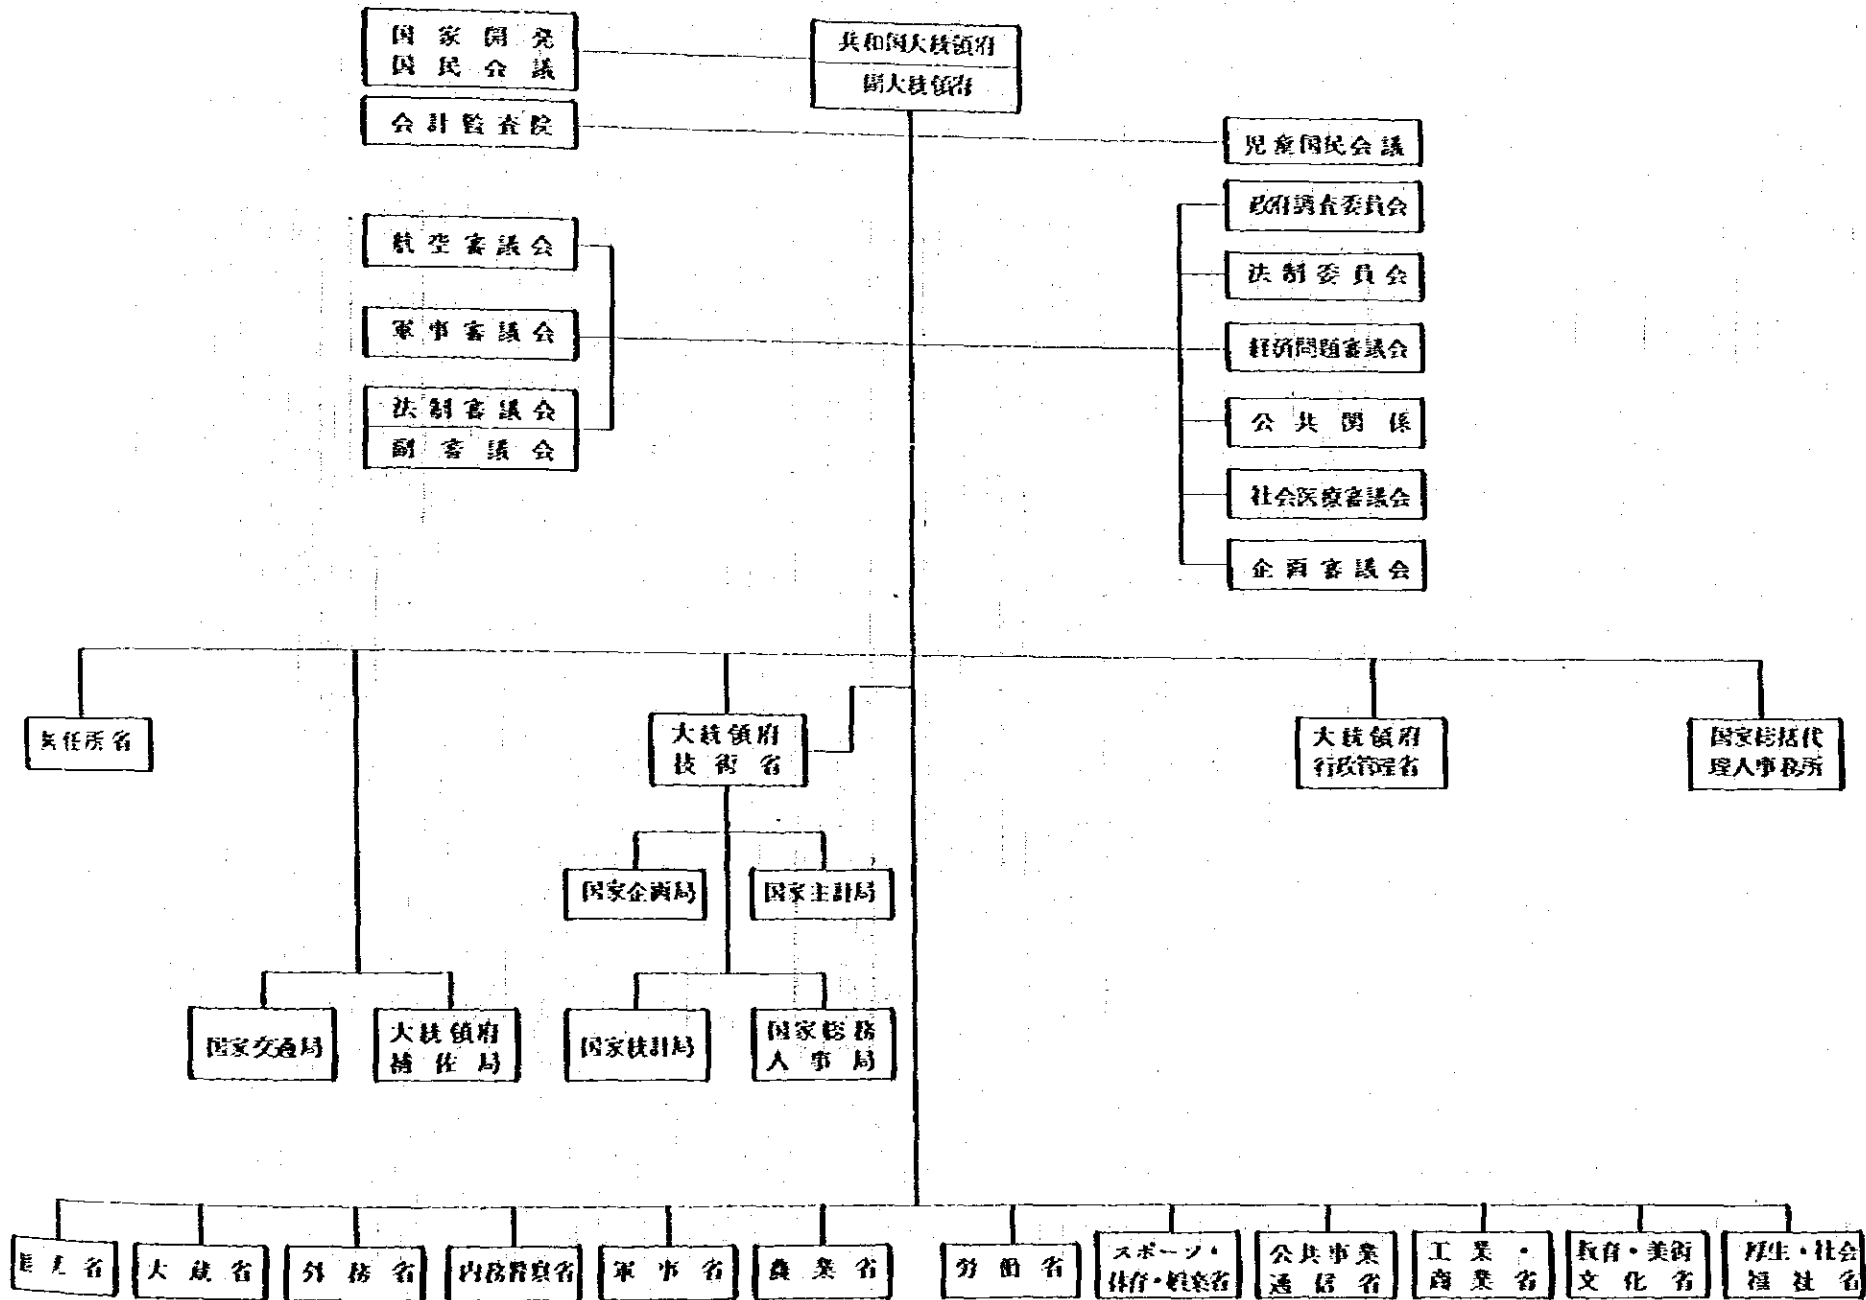 国家開発
国民会議
共和国大統領府
副大統領府
会計監査院
児童国民会議
政府調査委員会
航空審議会
法制委員会
軍事審議会
経済問題審議会
法制審議会
副審議会
公共関係
社会医療審議会
企画審議会
無任所省
大統領府
技術省
大統領府
行政管理省
国家総括代
理人事務所
国家企画局
国家主計局
国家交通局
大統領府
補佐局
国家統計局
国家総務
人事局
省
大蔵省
外務省
内務警察省
軍事省
農業省
労働省
スポーツ・
体育・娯楽省
公共事業
通信省
工業・
商業省
教育・美術
文化省
厚生・社会
福祉省